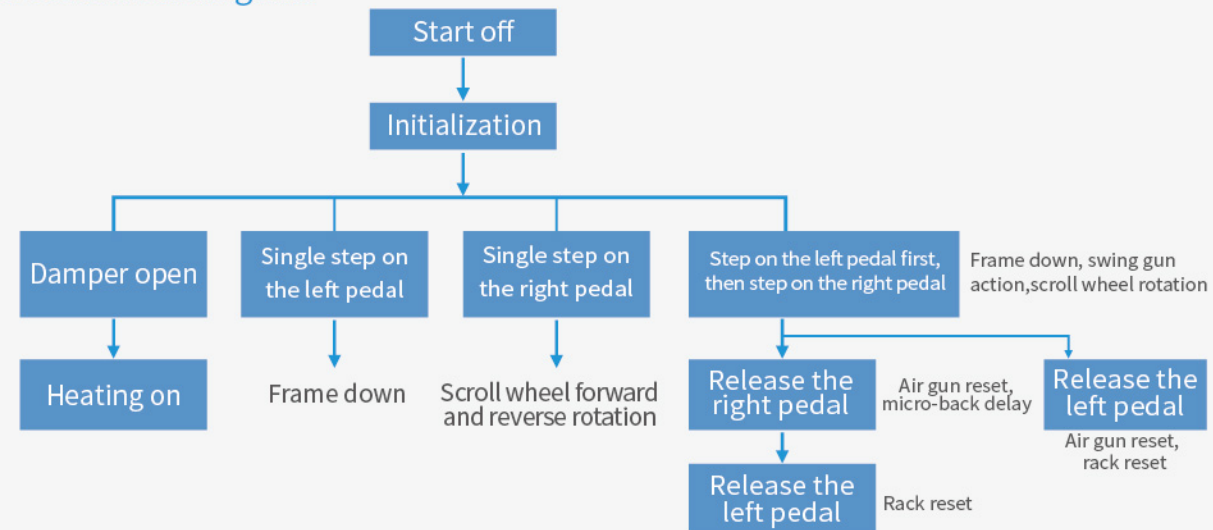 Start off
Initialization
Damper open
Single step on
the left pedal
Single step on
the right pedal
Step on the left pedal first,
then step on the right pedal
Frame down, swing gun
action,scroll wheel rotation
Heating on
Frame down
Scroll wheel forward
and reverse rotation
Release the
right pedal
Air gun reset,
micro-back delay
Release the
left pedal
Air gun reset,
rack reset
Release the
left pedal
Rack reset